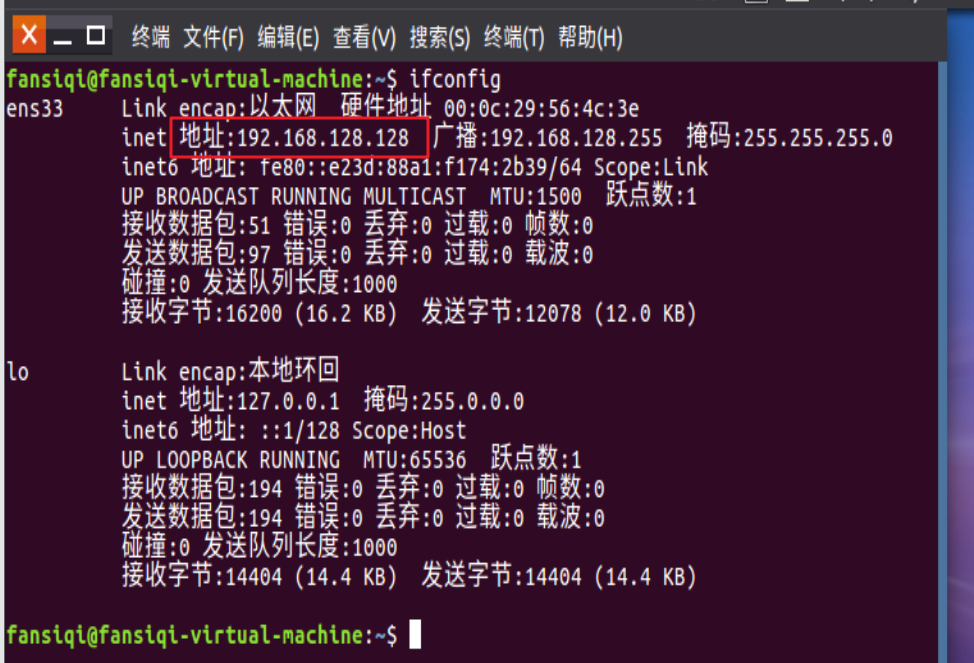 终端 文件(F) 编辑(E) 查看(V) 搜索(S) 终端(T) 帮助(H)
fansiqi@fansiqi-virtual-machine:~$ ifconfig
ens33 Link encap:以太网 硬件地址 00:0c:29:56:4c:3e
inet 地址:192.168.128.128 广播:192.168.128.255 掩码:255.255.255.0
inet6 地址: fe80::e23d:88a1:f174:2b39/64 Scope:Link
UP BROADCAST RUNNING MULTICAST MTU:1500 跃点数:1
接收数据包:51 错误:0 丢弃:0 过载:0 帧数:0
发送数据包:97 错误:0 丢弃:0 过载:0 载波:0
碰撞:0 发送队列长度:1000
接收字节:16200 (16.2 KB) 发送字节:12078 (12.0 KB)
lo Link encap:本地环回
inet 地址:127.0.0.1 掩码:255.0.0.0
inet6 地址: ::1/128 Scope:Host
UP LOOPBACK RUNNING MTU:65536 跃点数:1
接收数据包:194 错误:0 丢弃:0 过载:0 帧数:0
发送数据包:194 错误:0 丢弃:0 过载:0 载波:0
碰撞:0 发送队列长度:1000
接收字节:14404 (14.4 KB) 发送字节:14404 (14.4 KB)
fansiqi@fansiqi-virtual-machine:~$